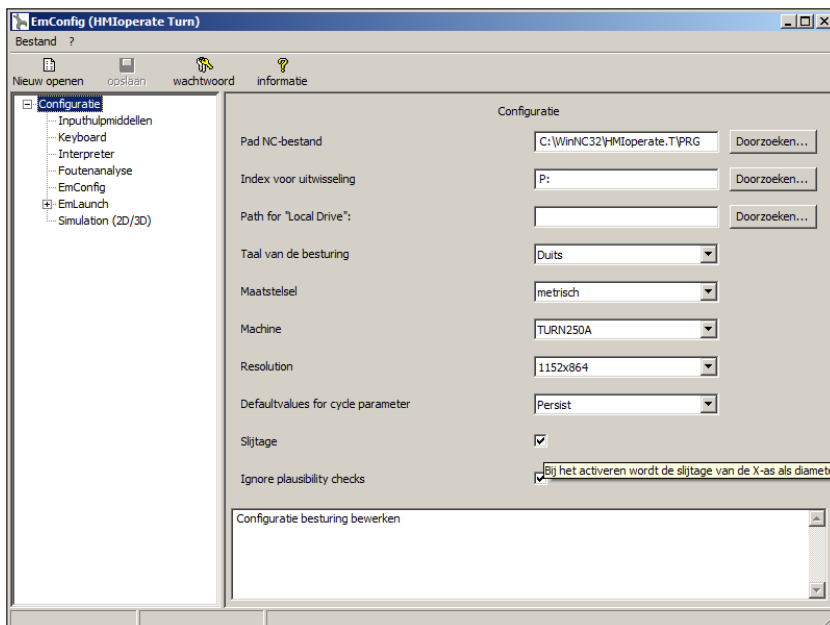 EmConfig (HMIoperate Turn)
Bestand ?
Nieuw openen opslaan wachtwoord informatie
Configuratie
Inputhulpmiddelen
Keyboard
Interpreter
Foutenanalyse
EmConfig
EmLaunch
Simulation (2D/3D)
Configuratie
Pad NC-bestand C:\WinNC32\HMIoperate.T\PRG Doorzoeken...
Index voor uitwisseling P: Doorzoeken...
Path for "Local Drive": Doorzoeken...
Taal van de besturing Duits
Maatstelsel metrisch
Machine TURN250A
Resolution 1152x864
Defaultvalues for cycle parameter Persist
Slijtage
Bij het activeren wordt de slijtage van de X-as als diamete
Ignore plausibility checks
Configuratie besturing bewerken